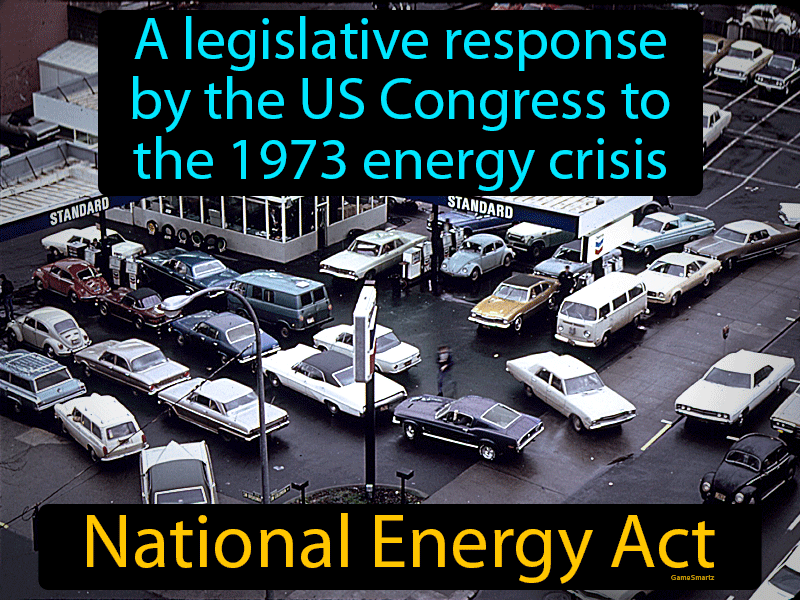 A legislative response
by the US Congress to
the 1973 energy crisis
STANDARD
STANDARD
National Energy Act
GameSmartz